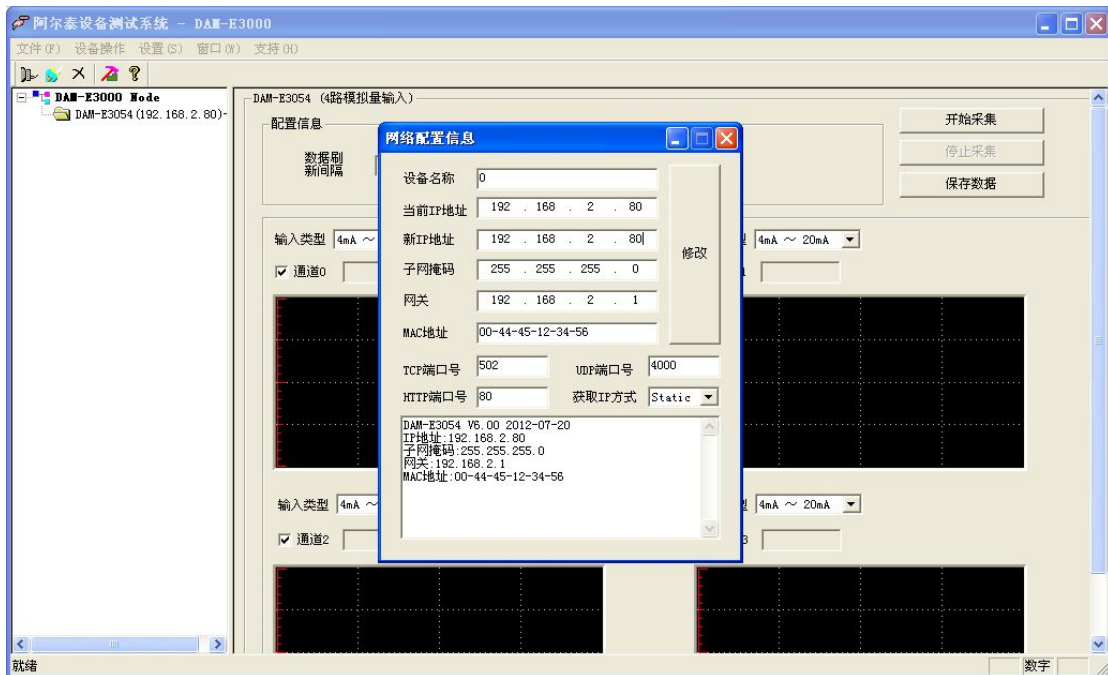 阿尔泰设备测试系统 - DAM-E3000
文件(F) 设备操作 设置(S) 窗口(W) 支持(H)
DAM-E3000 Node
DAM-E3054(192.168.2.80)-
DAM-E3054 (4路模拟量输入)
配置信息
数据刷
新间隔
开始采集
停止采集
保存数据
输入类型 4mA ～
4mA ～ 20mA
通道0
输入类型 4mA ～
4mA ～ 20mA
通道2
网络配置信息
设备名称 0
当前IP地址 192 . 168 . 2 . 80
新IP地址 192 . 168 . 2 . 80
子网掩码 255 . 255 . 255 . 0
网关 192 . 168 . 2 . 1
MAC地址 00-44-45-12-34-56
修改
TCP端口号 502 UDP端口号 4000
HTTP端口号 80 获取IP方式 Static
DAM-E3054 V6.00 2012-07-20
IP地址:192.168.2.80
子网掩码:255.255.255.0
网关:192.168.2.1
MAC地址:00-44-45-12-34-56
就绪
数字